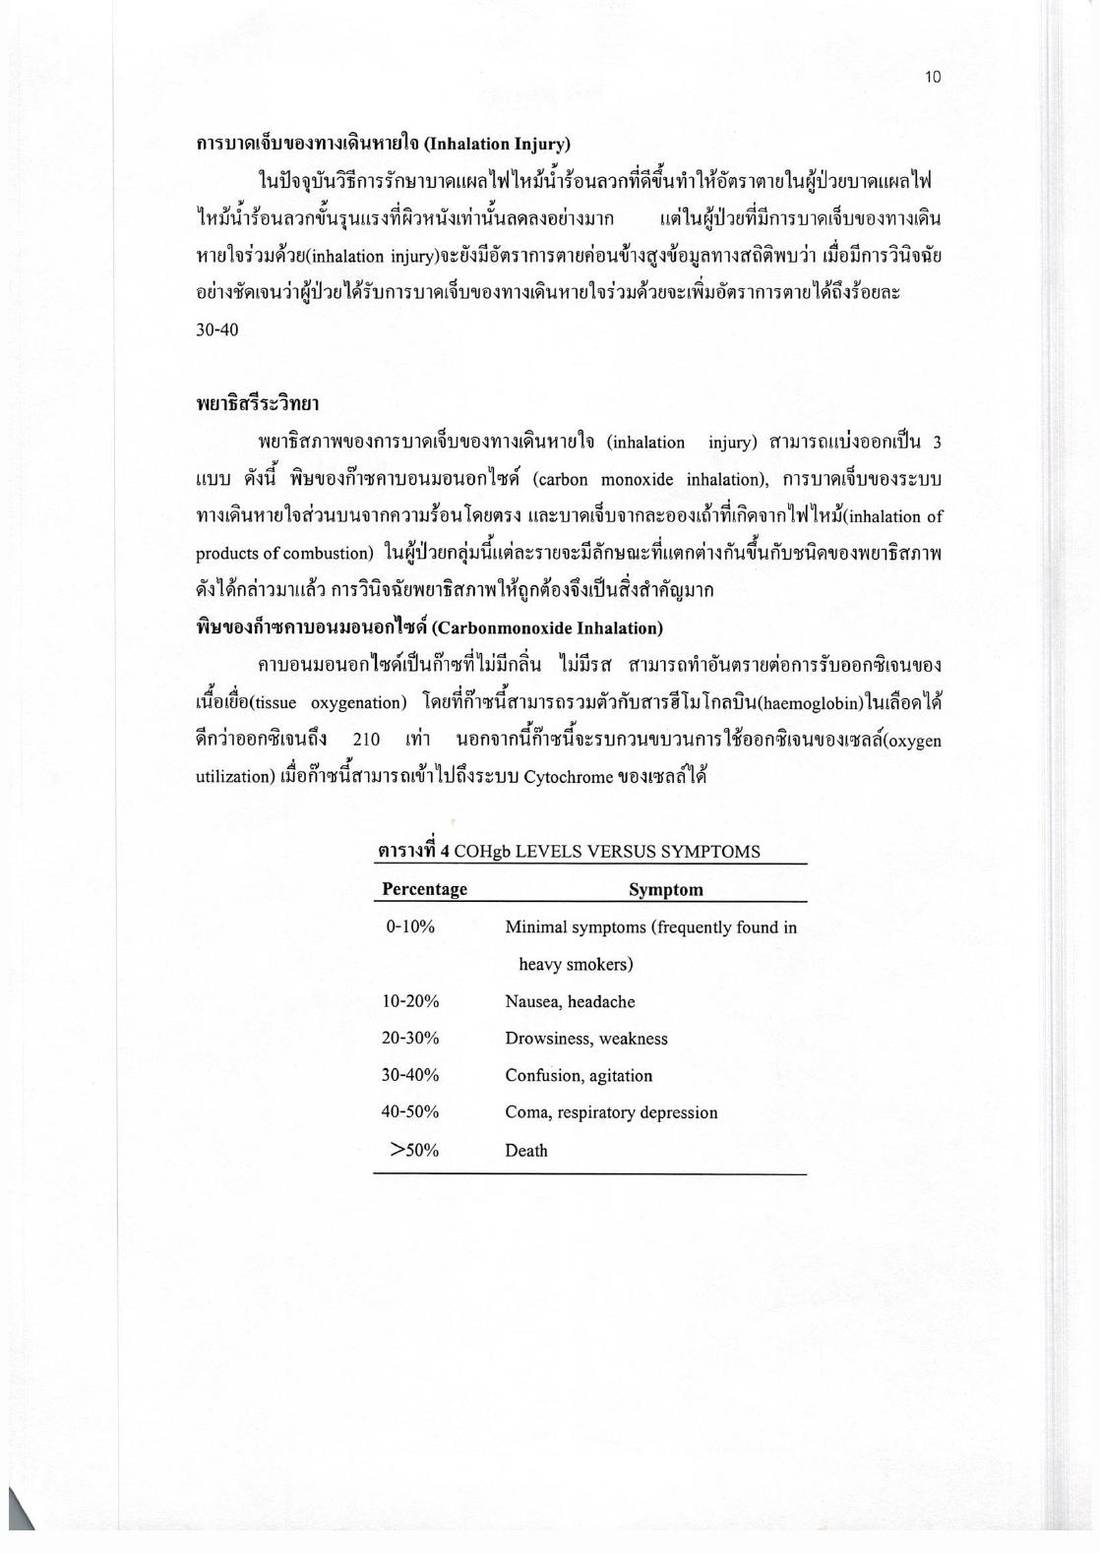 10
การบาดเจ็บของทางเดินหายใจ (Inhalation Injury)
ในปัจจุบันวิธีการรักษาบาดแผลไฟไหม้น้ำร้อนลวกที่ดีขึ้นทำให้อัตราตายในผู้ป่วยบาดแผลไฟ
ไหม้น้ำร้อนลวกขั้นรุนแรงที่ผิวหนังเท่านั้นลดลงอย่างมาก แต่ในผู้ป่วยที่มีการบาดเจ็บของทางเดิน
หายใจร่วมด้วย(inhalation injury)จะยังมีอัตราการตายค่อนข้างสูงข้อมูลทางสถิติพบว่า เมื่อมีการวินิจฉัย
อย่างชัดเจนว่าผู้ป่วยได้รับการบาดเจ็บของทางเดินหายใจร่วมด้วยจะเพิ่มอัตราการตายได้ถึงร้อยละ
30-40
พยาธิสรีระวิทยา
พยาธิสภาพของการบาดเจ็บของทางเดินหายใจ (inhalation injury) สามารถแบ่งออกเป็น 3
แบบ ดังนี้ พิษของก๊าซคาบอนมอนอกไซด์ (carbon monoxide inhalation), การบาดเจ็บของระบบ
ทางเดินหายใจส่วนบนจากความร้อนโดยตรง และบาดเจ็บจากละอองเถ้าที่เกิดจากไฟไหม้(inhalation of
products of combustion) ในผู้ป่วยกลุ่มนี้แต่ละรายจะมีลักษณะที่แตกต่างกันขึ้นกับชนิดของพยาธิสภาพ
ดังได้กล่าวมาแล้ว การวินิจฉัยพยาธิสภาพให้ถูกต้องจึงเป็นสิ่งสำคัญมาก
พิษของก๊าซคาบอนมอนอกไซด์ (Carbonmonoxide Inhalation)
คาบอนมอนอกไซด์เป็นก๊าซที่ไม่มีกลิ่น ไม่มีรส สามารถทำอันตรายต่อการรับออกซิเจนของ
เนื้อเยื่อ(tissue oxygenation) โดยที่ก๊าซนี้สามารถรวมตัวกับสารฮีโมโกลบิน(haemoglobin)ในเลือดได้
ดีกว่าออกซิเจนถึง 210 เท่า นอกจากนี้ก๊าซนี้จะรบกวนขบวนการใช้ออกซิเจนของเซลล์(oxygen
utilization) เมื่อก๊าซนี้สามารถเข้าไปถึงระบบ Cytochrome ของเซลล์ได้
ตารางที่ 4 COHgb LEVELS VERSUS SYMPTOMS
Percentage Symptom
0-10% Minimal symptoms (frequently found in
heavy smokers)
10-20% Nausea, headache
20-30% Drowsiness, weakness
30-40% Confusion, agitation
40-50% Coma, respiratory depression
>50% Death